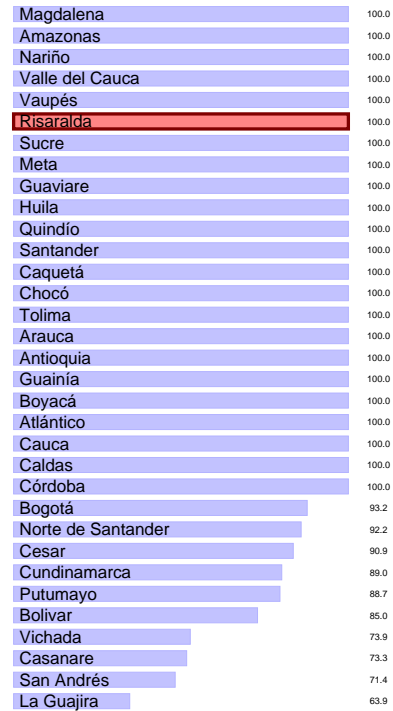 Magdalena 100.0
Amazonas 100.0
Nariño 100.0
Valle del Cauca 100.0
Vaupés 100.0
Risaralda 100.0
Sucre 100.0
Meta 100.0
Guaviare 100.0
Huila 100.0
Quindío 100.0
Santander 100.0
Caquetá 100.0
Chocó 100.0
Tolima 100.0
Arauca 100.0
Antioquia 100.0
Guainía 100.0
Boyacá 100.0
Atlántico 100.0
Cauca 100.0
Caldas 100.0
Córdoba 100.0
Bogotá 93.2
Norte de Santander 92.2
Cesar 90.9
Cundinamarca 89.0
Putumayo 88.7
Bolivar 85.0
Vichada 73.9
Casanare 73.3
San Andrés 71.4
La Guajira 63.9